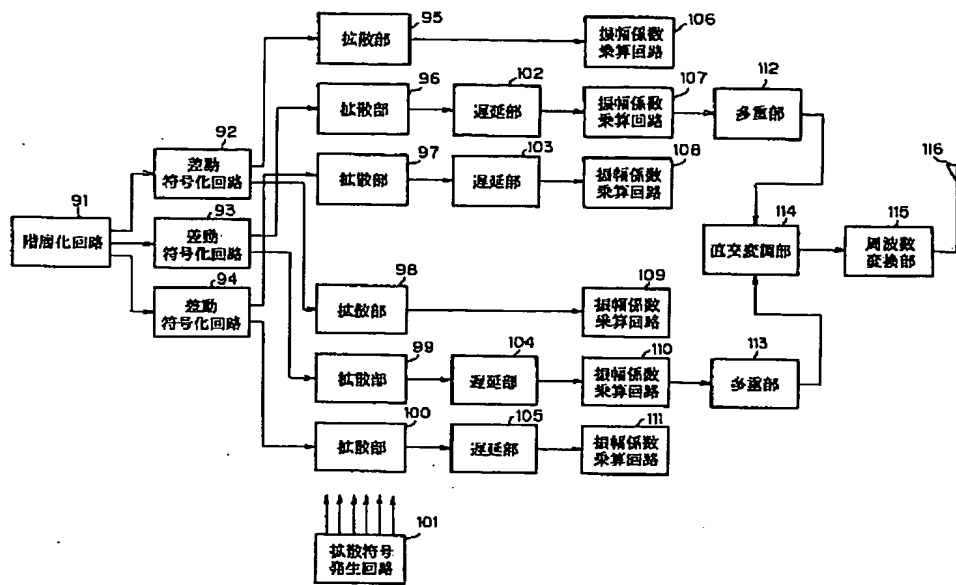 95
拡散部
106
振幅係数
乗算回路
96
拡散部
102
遅延部
107
振幅係数
乗算回路
112
多重部
92
差動
符号化回路
97
拡散部
103
遅延部
108
振幅係数
乗算回路
116
91
階層化回路
93
差動
符号化回路
114
直交変調部
115
周波数
変換部
94
差動
符号化回路
98
拡散部
109
振幅係数
乗算回路
99
拡散部
104
遅延部
110
振幅係数
乗算回路
113
多重部
100
拡散部
105
遅延部
111
振幅係数
乗算回路
101
拡散符号
発生回路